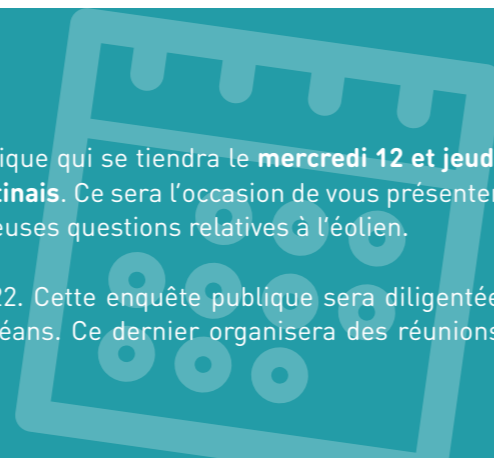 ique qui se tiendra le mercredi 12 et jeud
tinais. Ce sera l’occasion de vous présenter
euses questions relatives à l’éolien.
22. Cette enquête publique sera diligentée
éans. Ce dernier organisera des réunions